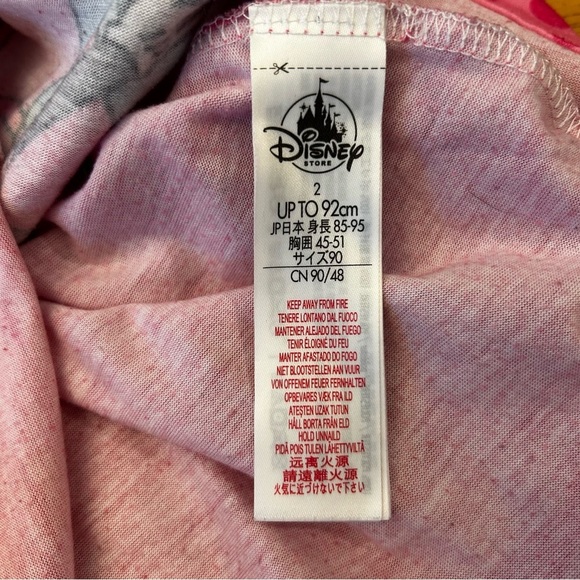 Disney
STORE
2
UP TO 92cm
JP日本 身長 85-95
胸囲 45-51
サイズ90
CN 90/48
KEEP AWAY FROM FIRE
TENERE LONTANO DAL FUOCO
MANTENER ALEJADO DEL FUEGO
TENIR ÉLOIGNÉ DU FEU
MANTER AFASTADO DO FOGO
NIET BLOOTSTELLEN AAN VUUR
VON OFFENEM FEUER FERNHALTEN
OPBEVARES VÆK FRA ILD
ATEŞTEN UZAK TUTUN
HÅLL BORTA FRÅN ELD
HOLD UNNAILD
PIDÄ POIS TULEN LÄHETTYVILTÄ
远离火源
請遠離火源
火気に近づけないで下さい